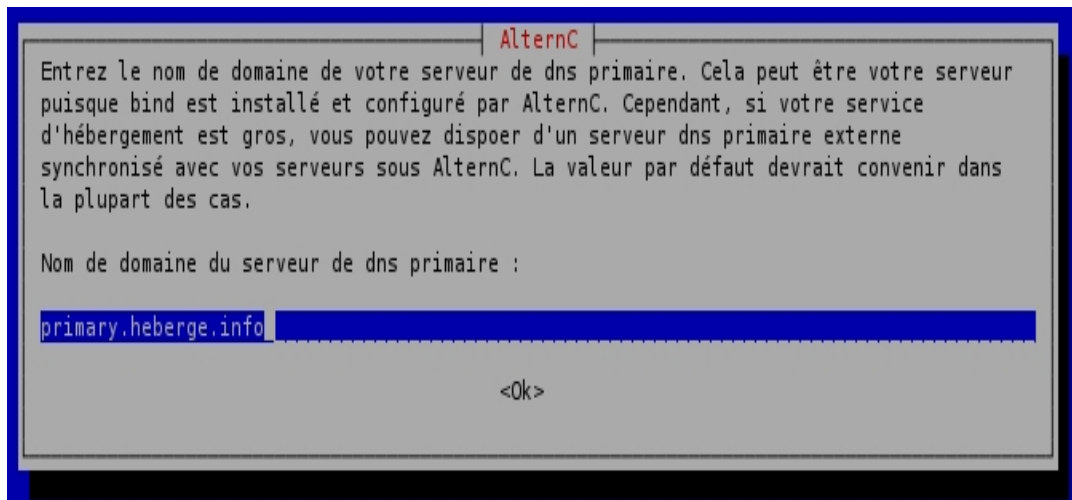 AlternC
Entrez le nom de domaine de votre serveur de dns primaire. Cela peut être votre serveur
puisque bind est installé et configuré par AlternC. Cependant, si votre service
d'hébergement est gros, vous pouvez dispoer d'un serveur dns primaire externe
synchronisé avec vos serveurs sous AlternC. La valeur par défaut devrait convenir dans
la plupart des cas.
Nom de domaine du serveur de dns primaire :
primary.heberge.info
<Ok>